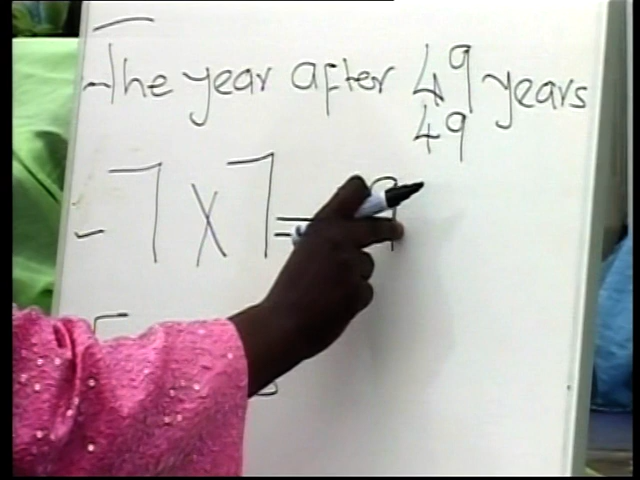 The year after 49 years
49
- 7 x 7 =